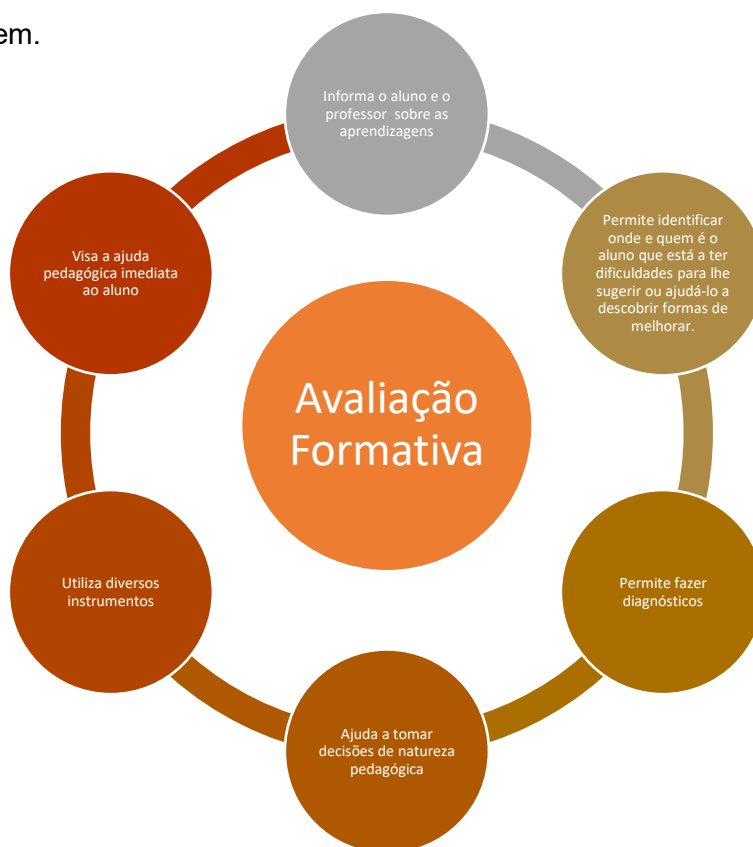 em.
Informa o aluno e o
professor sobre as
aprendizagens
Permite identificar
onde e quem é o
aluno que está a ter
dificuldades para lhe
sugerir ou ajudá-lo a
descobrir formas de
melhorar.
Visa a ajuda
pedagógica imediata
ao aluno
Avaliação
Formativa
Utiliza diversos
instrumentos
Permite fazer
diagnósticos
Ajuda a tomar
decisões de natureza
pedagógica